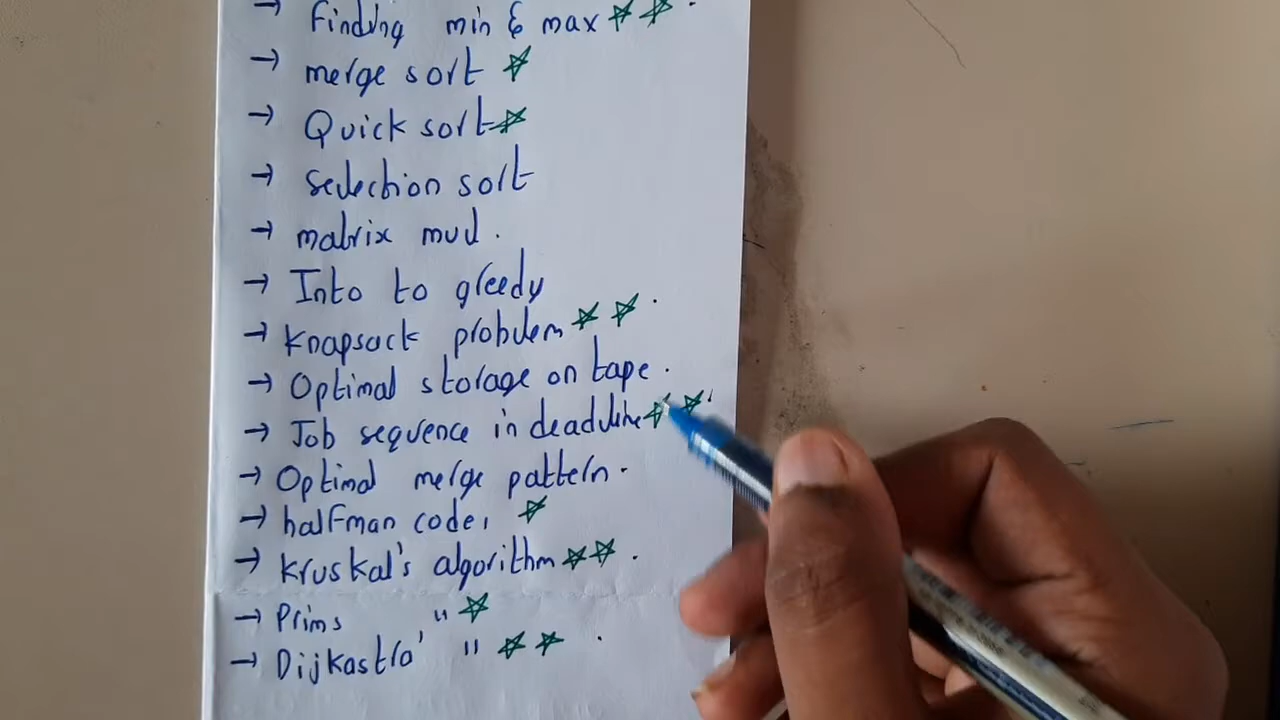 → Finding min & max ☆ ☆ .
→ merge sort ☆
→ Quick sort ☆
→ Selection sort
→ matrix mul .
→ Into to greedy
→ Knapsack problem ☆ ☆ .
→ Optimal storage on tape .
→ Job sequence in deadline ☆ ☆
→ Optimal merge pattern .
→ halfman code, ☆
→ Kruskal's algorithm ☆ ☆ .
→ Prims " ☆
→ Dijkastra' " ☆ ☆ .